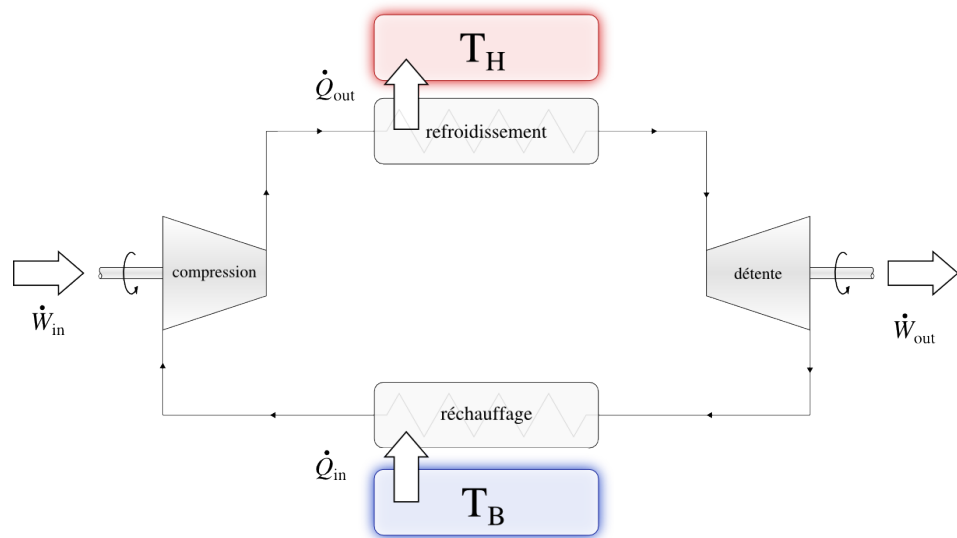 T_H
Q̇_out
refroidissement
compression
détente
Ẇ_in
Ẇ_out
réchauffage
Q̇_in
T_B